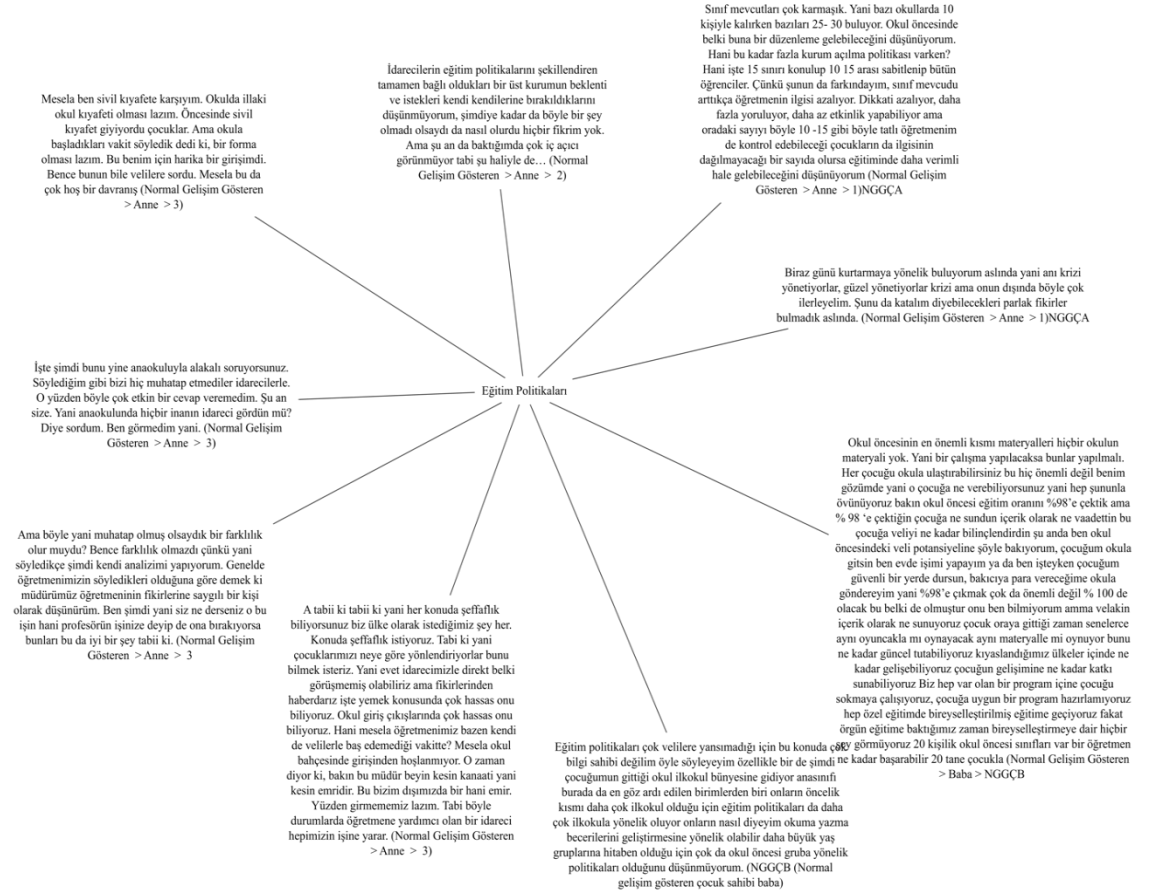 Sınıf mevcutları çok karmaşık. Yani bazı okullarda 10
kişiyle kalırken bazıları 25- 30 buluyor. Okul öncesinde
belki buna bir düzenleme gelebileceğini düşünüyorum.
Hani bu kadar fazla kurum açılma politikası varken?
Hani işte 15 sınırı konulup 10 15 arası sabitlenip bütün
öğrenciler. Çünkü şunun da farkındayım, sınıf mevcudu
arttıkça öğretmenin ilgisi azalıyor. Dikkati azalıyor, daha
fazla yoruluyor, daha az etkinlik yapabiliyor ama
oradaki sayıyı böyle 10 -15 gibi böyle tatlı öğretmenim
de kontrol edebileceği çocukların da ilgisinin
dağılmayacağı bir sayıda olursa eğitiminde daha verimli
hale gelebileceğini düşünüyorum (Normal Gelişim
Gösteren > Anne > 1)NGGÇA
İdarecilerin eğitim politikalarını şekillendiren
tamamen bağlı oldukları bir üst kurumun beklenti
ve istekleri kendi kendilerine bırakıldıklarını
düşünmüyorum, şimdiye kadar da böyle bir şey
olmadı olsaydı da nasıl olurdu hiçbir fikrim yok.
Ama şu an da baktığımda çok iç açıcı
görünmüyor tabi şu haliyle de… (Normal
Gelişim Gösteren > Anne > 2)
Mesela ben sivil kıyafete karşıyım. Okulda illaki
okul kıyafeti olması lazım. Öncesinde sivil
kıyafet giyiyordu çocuklar. Ama okula
başladıkları vakit söyledik dedi ki, bir forma
olması lazım. Bu benim için harika bir girişimdi.
Bence bunun bile velilere sordu. Mesela bu da
çok hoş bir davranış (Normal Gelişim Gösteren
> Anne > 3)
Biraz günü kurtarmaya yönelik buluyorum aslında yani anı krizi
yönetiyorlar, güzel yönetiyorlar krizi ama onun dışında böyle çok
ilerleyelim. Şunu da katalım diyebilecekleri parlak fikirler
bulmadık aslında. (Normal Gelişim Gösteren > Anne > 1)NGGÇA
Eğitim Politikaları
İşte şimdi bunu yine anaokuluyla alakalı soruyorsunuz.
Söylediğim gibi bizi hiç muhatap etmediler idarecilerle.
O yüzden böyle çok etkin bir cevap veremedim. Şu an
size. Yani anaokulunda hiçbir inanın idareci gördün mü?
Diye sordum. Ben görmedim yani. (Normal Gelişim
Gösteren > Anne > 3)
Okul öncesinin en önemli kısmı materyalleri hiçbir okulun
materyali yok. Yani bir çalışma yapılacaksa bunlar yapılmalı.
Her çocuğu okula ulaştırabilirsiniz bu hiç önemli değil benim
gözümde yani o çocuğa ne verebiliyorsunuz yani hep şununla
övünüyoruz bakın okul öncesi eğitim oranını %98’e çektik ama
% 98 ‘e çektiğin çocuğa ne sundun içerik olarak ne vaadettin bu
çocuğa veliyi ne kadar bilinçlendirdin şu anda ben okul
öncesindeki veli potansiyeline şöyle bakıyorum, çocuğum okula
gitsin ben evde işimi yapayım ya da ben işteyken çocuğum
güvenli bir yerde dursun, bakıcıya para vereceğime okula
göndereyim yani %98’e çıkmak çok da önemli değil % 100 de
olacak bu belki de olmuştur onu ben bilmiyorum amma velakin
içerik olarak ne sunuyoruz çocuk oraya gittiği zaman senelerce
aynı oyuncakla mı oynayacak aynı materyalle mi oynuyor bunu
ne kadar güncel tutabiliyoruz kıyaslandığımız ülkeler içinde ne
kadar gelişebiliyoruz çocuğun gelişimine ne kadar katkı
sunabiliyoruz Biz hep var olan bir program içine çocuğu
sokmaya çalışıyoruz, çocuğa uygun bir program hazırlamıyoruz
hep özel eğitimde bireyselleştirilmiş eğitime geçiyoruz fakat
örgün eğitime baktığımız zaman bireyselleştirmeye dair hiçbir
şey görmüyoruz 20 kişilik okul öncesi sınıfları var bir öğretmen
ne kadar başarabilir 20 tane çocukla (Normal Gelişim Gösteren
> Baba > NGGÇB
Ama böyle yani muhatap olmuş olsaydık bir farklılık
olur muydu? Bence farklılık olmazdı çünkü yani
söyledikçe şimdi kendi analizimi yapıyorum. Genelde
öğretmenimizin söyledikleri olduğuna göre demek ki
müdürümüz öğretmeninin fikirlerine saygılı bir kişi
olarak düşünürüm. Ben şimdi yani siz ne derseniz o bu
işin hani profesörün işinize deyip de ona bırakıyorsa
bunları bu da iyi bir şey tabii ki. (Normal Gelişim
Gösteren > Anne > 3
A tabii ki tabii ki yani her konuda şeffaflık
biliyorsunuz biz ülke olarak istediğimiz şey her.
Konuda şeffaflık istiyoruz. Tabi ki yani
çocuklarımızı neye göre yönlendiriyorlar bunu
bilmek isteriz. Yani evet idarecimizle direkt belki
görüşmemiş olabiliriz ama fikirlerinden
haberdarız işte yemek konusunda çok hassas onu
biliyoruz. Okul giriş çıkışlarında çok hassas onu
biliyoruz. Hani mesela öğretmenimiz bazen kendi
de velilerle baş edemediği vakitte? Mesela okul
bahçesinde girişinden hoşlanmıyor. O zaman
diyor ki, bakın bu müdür beyin kesin kanaati yani
kesin emridir. Bu bizim dışımızda bir hani emir.
Yüzden girmememiz lazım. Tabi böyle
durumlarda öğretmene yardımcı olan bir idareci
hepimizin işine yarar. (Normal Gelişim Gösteren
> Anne > 3)
Eğitim politikaları çok velilere yansımadığı için bu konuda çok
bilgi sahibi değilim öyle söyleyeyim özellikle bir de şimdi
çocuğumun gittiği okul ilkokul bünyesine gidiyor anasınıfı
burada da en göz ardı edilen birimlerden biri onların öncelik
kısmı daha çok ilkokul olduğu için eğitim politikaları da daha
çok ilkokula yönelik oluyor onların nasıl diyeyim okuma yazma
becerilerini geliştirmesine yönelik olabilir daha büyük yaş
gruplarına hitaben olduğu için çok da okul öncesi gruba yönelik
politikaları olduğunu düşünmüyorum. (NGGÇB (Normal
gelişim gösteren çocuk sahibi baba)